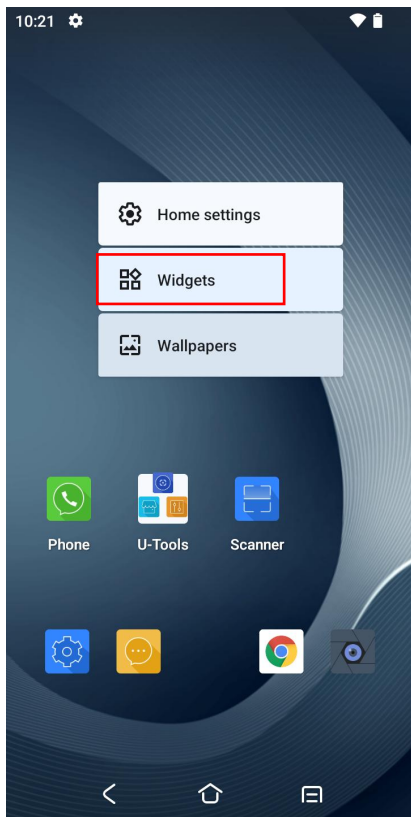 10:21
Home settings
Widgets
Wallpapers
Phone
U-Tools
Scanner